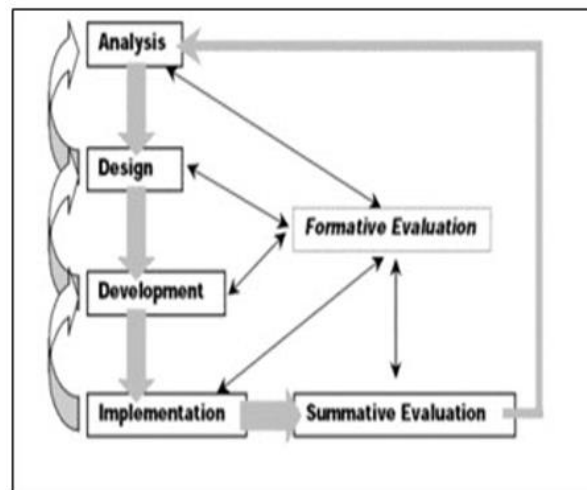 Analysis
Design
Formative Evaluation
Development
Implementation
Summative Evaluation